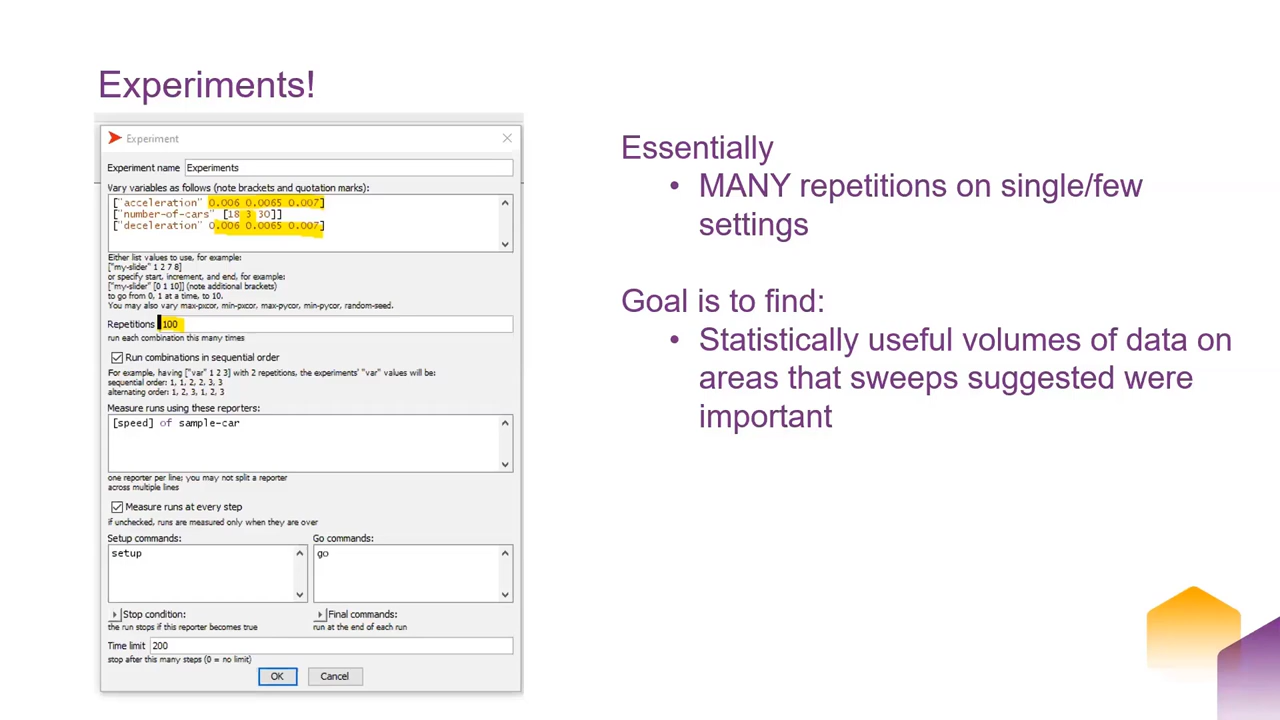 Experiments!
Experiment
Experiment name Experiments
Vary variables as follows (note brackets and quotation marks):
["acceleration" 0.006 0.0065 0.007]
["number-of-cars" [18 3 30]]
["deceleration" 0.006 0.0065 0.007]
Either list values to use, for example:
["my-slider" 1 2 7 8]
or specify start, increment, and end, for example:
["my-slider" [0 1 10]] (note additional brackets)
to go from 0, 1 at a time, to 10.
You may also vary max-pxcor, min-pxcor, max-pycor, min-pycor, random-seed.
Repetitions 100
run each combination this many times
Run combinations in sequential order
For example, having ["var" 1 2 3] with 2 repetitions, the experiments' "var" values will be:
sequential order: 1, 1, 2, 2, 3, 3
alternating order: 1, 2, 3, 1, 2, 3
Measure runs using these reporters:
[speed] of sample-car
one reporter per line; you may not split a reporter
across multiple lines
Measure runs at every step
if unchecked, runs are measured only when they are over
Setup commands: Go commands:
setup go
Stop condition: Final commands:
the run stops if this reporter becomes true run at the end of each run
Time limit 200
stop after this many steps (0 = no limit)
OK Cancel
Essentially
• MANY repetitions on single/few
settings
Goal is to find:
• Statistically useful volumes of data on
areas that sweeps suggested were
important